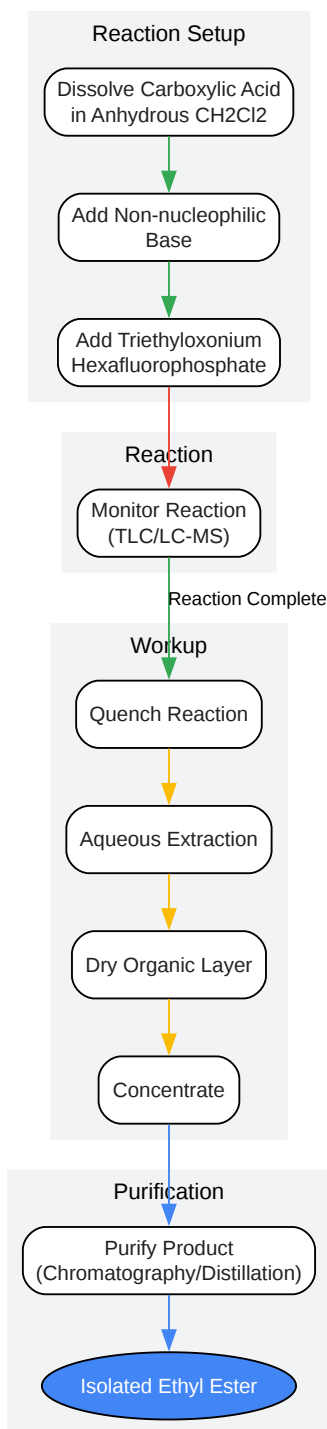 Reaction Setup
Dissolve Carboxylic Acid
in Anhydrous CH2Cl2
Add Non-nucleophilic
Base
Add Triethyloxonium
Hexafluorophosphate
Reaction
Monitor Reaction
(TLC/LC-MS)
Reaction Complete
Workup
Quench Reaction
Aqueous Extraction
Dry Organic Layer
Concentrate
Purification
Purify Product
(Chromatography/Distillation)
Isolated Ethyl Ester